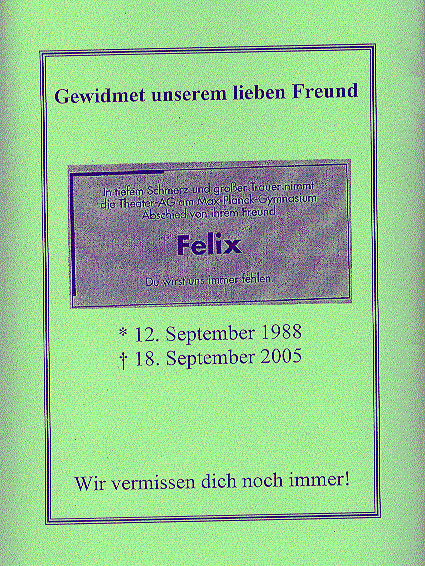 Gewidmet unserem lieben Freund
In tiefem Schmerz und großer Trauer nimmt
die Theater-AG am Max-Planck-Gymnasium
Abschied von ihrem Freund
Felix
Du wirst uns immer fehlen
* 12. September 1988
† 18. September 2005
Wir vermissen dich noch immer!